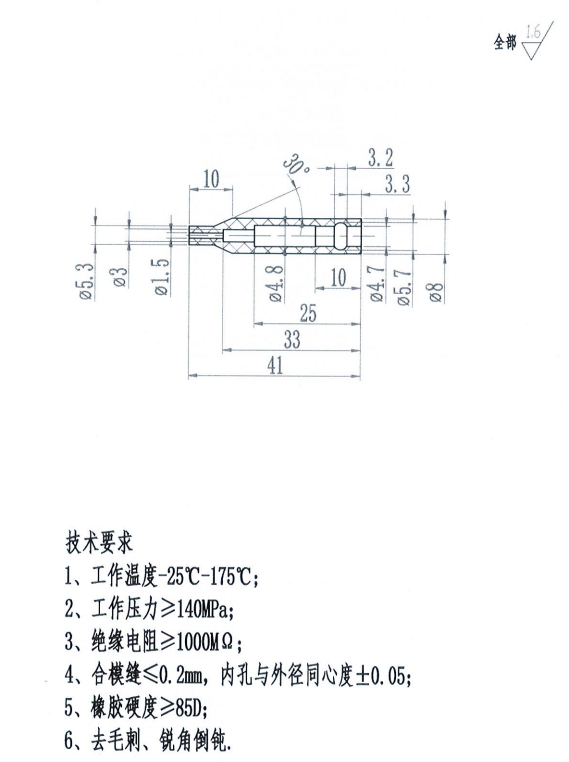 全部 1.6
30°
3.2
10
3.3
ø5.3
ø3
ø1.5
ø4.8
10
ø4.7
ø5.7
ø8
25
33
41
技术要求
1、工作温度-25℃-175℃；
2、工作压力≥140MPa；
3、绝缘电阻≥1000MΩ；
4、合模缝≤0.2mm，内孔与外径同心度±0.05；
5、橡胶硬度≥85D；
6、去毛刺、锐角倒钝.